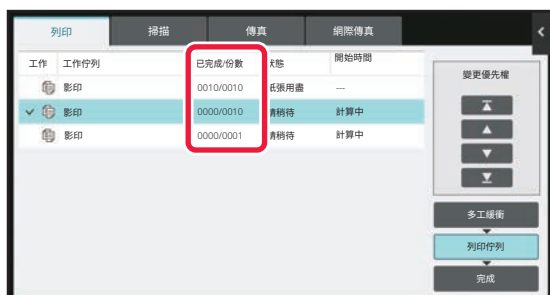 列印 掃描 傳真 網際傳真
工作 工作佇列 已完成/份數 狀態 開始時間
影印 0010/0010 紙張用盡 ---
影印 0000/0010 請稍待 計算中
影印 0000/0001 請稍待 計算中
變更優先權
多工緩衝
列印佇列
完成